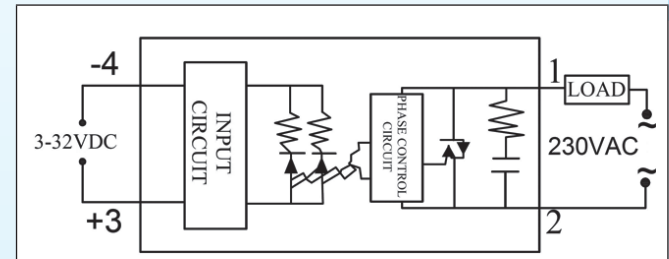 -4
3-32VDC
+3
INPUT
CIRCUIT
PHASE CONTROL
CIRCUIT
1
LOAD
~
230VAC
~
2